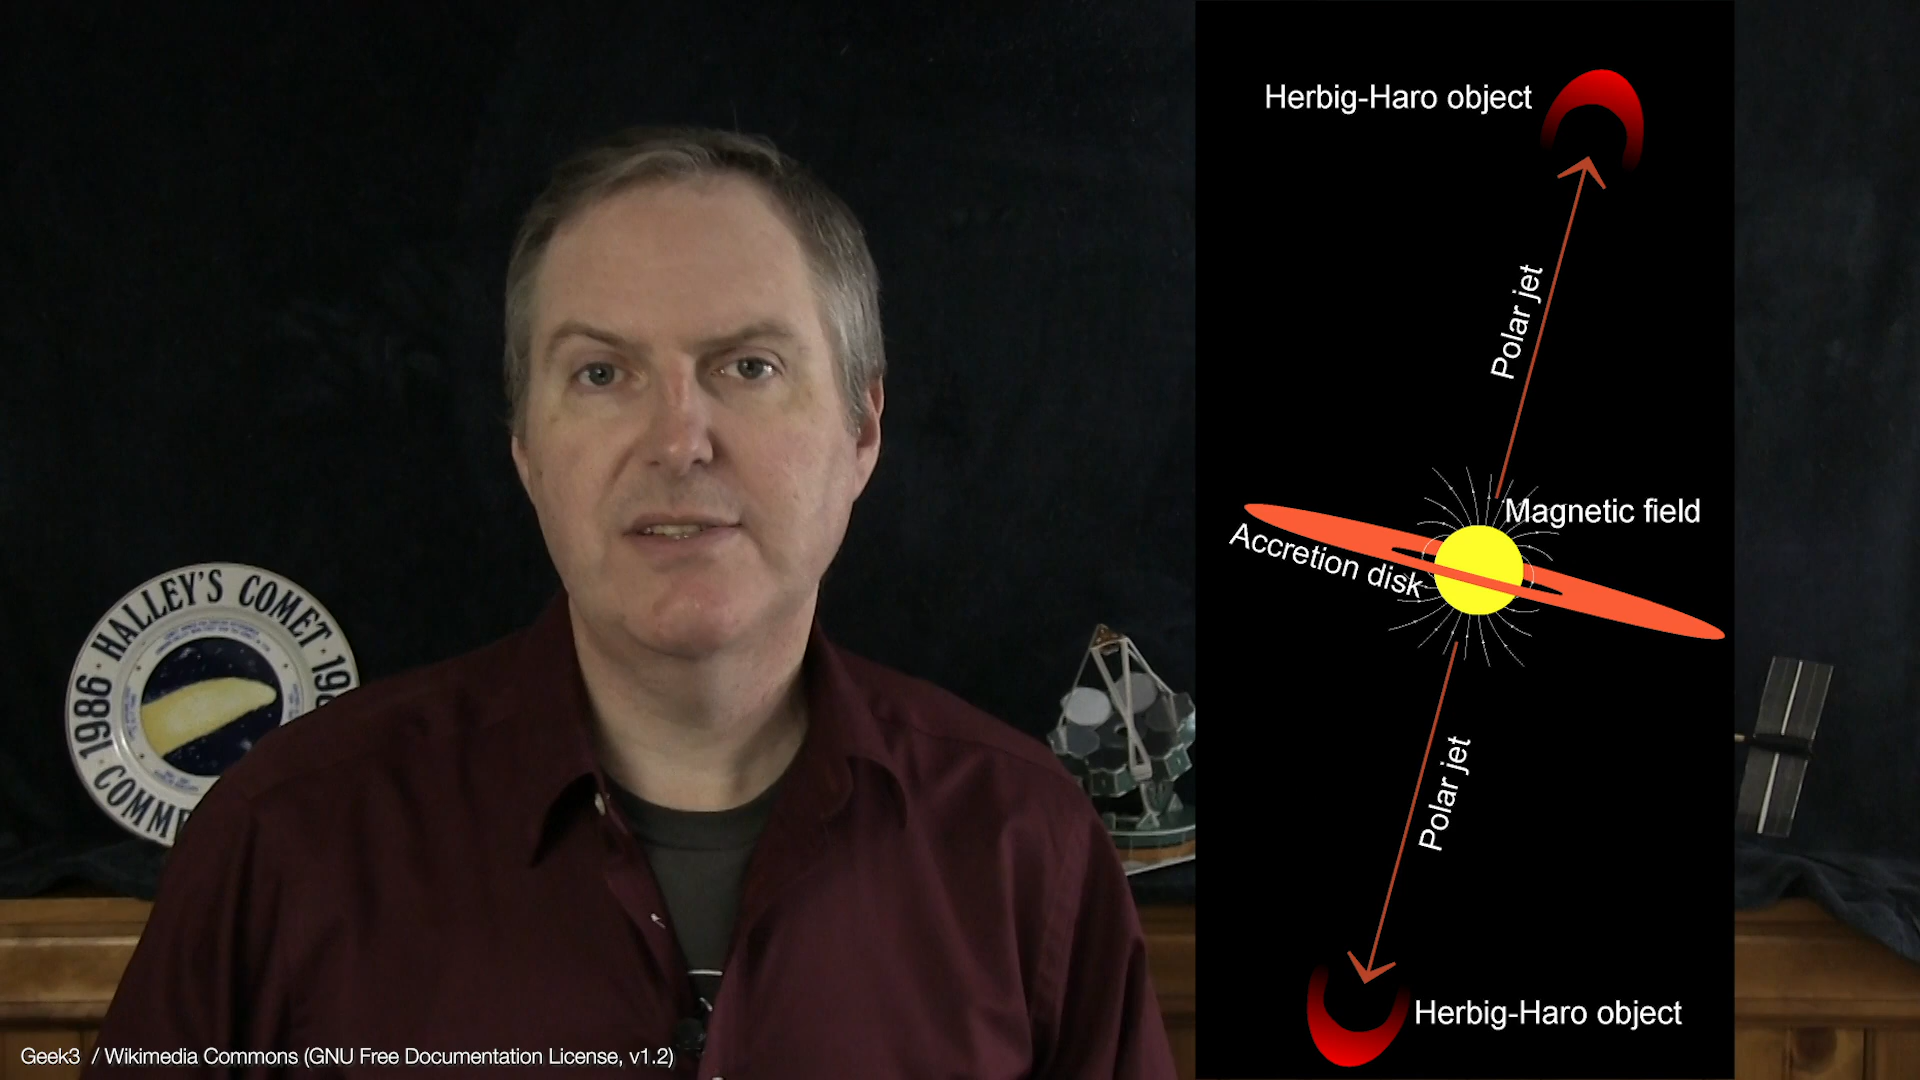 Herbig-Haro object
Polar jet
Magnetic field
Accretion disk
Polar jet
Herbig-Haro object
HALLEY'S COMET
1986
COMM
Geek3 / Wikimedia Commons (GNU Free Documentation License, v1.2)